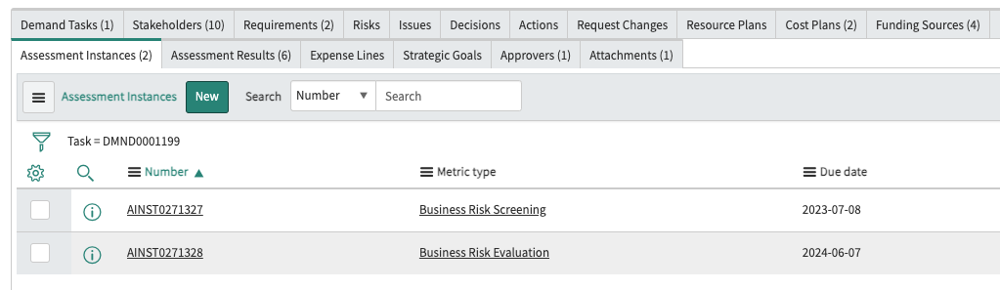 Demand Tasks (1) Stakeholders (10) Requirements (2) Risks Issues Decisions Actions Request Changes Resource Plans Cost Plans (2) Funding Sources (4)
Assessment Instances (2) Assessment Results (6) Expense Lines Strategic Goals Approvers (1) Attachments (1)
Assessment Instances New Search Number Search
Task = DMND0001199
Number Metric type Due date
AINST0271327 Business Risk Screening 2023-07-08
AINST0271328 Business Risk Evaluation 2024-06-07